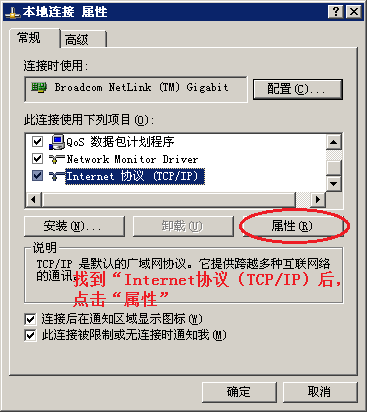 本地连接 属性
常规
高级
连接时使用:
Broadcom NetLink (TM) Gigabit
配置(C)...
此连接使用下列项目(O):
QoS 数据包计划程序
Network Monitor Driver
Internet 协议 (TCP/IP)
安装(N)...
卸载(U)
属性(R)
说明
TCP/IP 是默认的广域网协议。它提供跨越多种互联网络
的通讯。
找到“Internet协议(TCP/IP)后，
点击“属性”
连接后在通知区域显示图标(W)
此连接被限制或无连接时通知我(M)
确定
取消